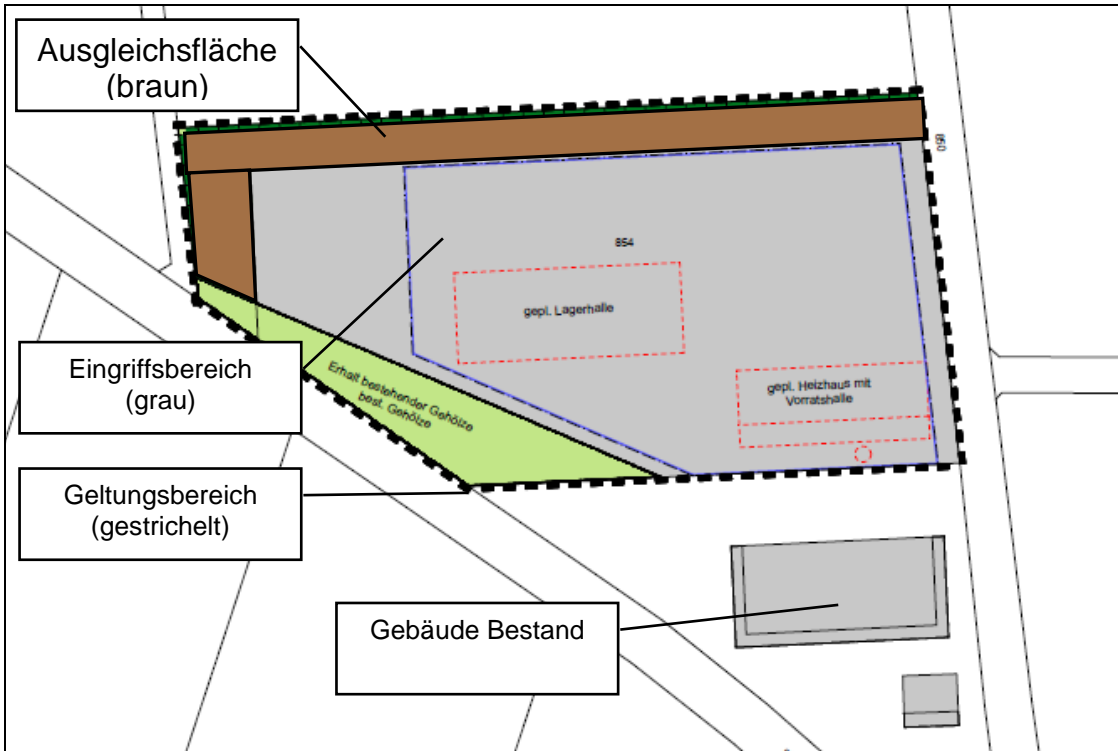 Ausgleichsfläche
(braun)
850
854
gepl. Lagerhalle
Eingriffsbereich
(grau)
Erhalt bestehender Gehölze
best. Gehölze
gepl. Heizhaus mit
Vorratshalle
Geltungsbereich
(gestrichelt)
Gebäude Bestand